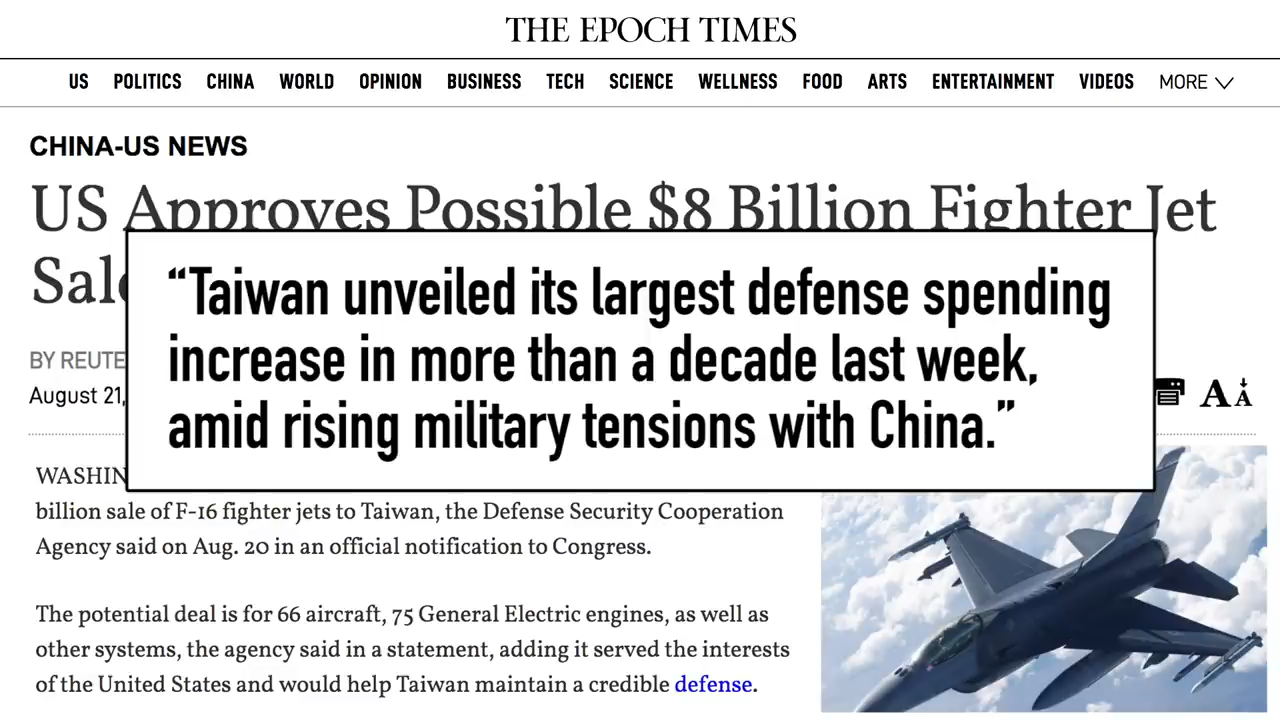 THE EPOCH TIMES
US POLITICS CHINA WORLD OPINION BUSINESS TECH SCIENCE WELLNESS FOOD ARTS ENTERTAINMENT VIDEOS MORE
CHINA-US NEWS
US Approves Possible $8 Billion Fighter Jet
“Taiwan unveiled its largest defense spending
increase in more than a decade last week,
amid rising military tensions with China.”
BY
August 21,
A A
billion sale of F-16 fighter jets to Taiwan, the Defense Security Cooperation
Agency said on Aug. 20 in an official notification to Congress.
The potential deal is for 66 aircraft, 75 General Electric engines, as well as
other systems, the agency said in a statement, adding it served the interests
of the United States and would help Taiwan maintain a credible defense.